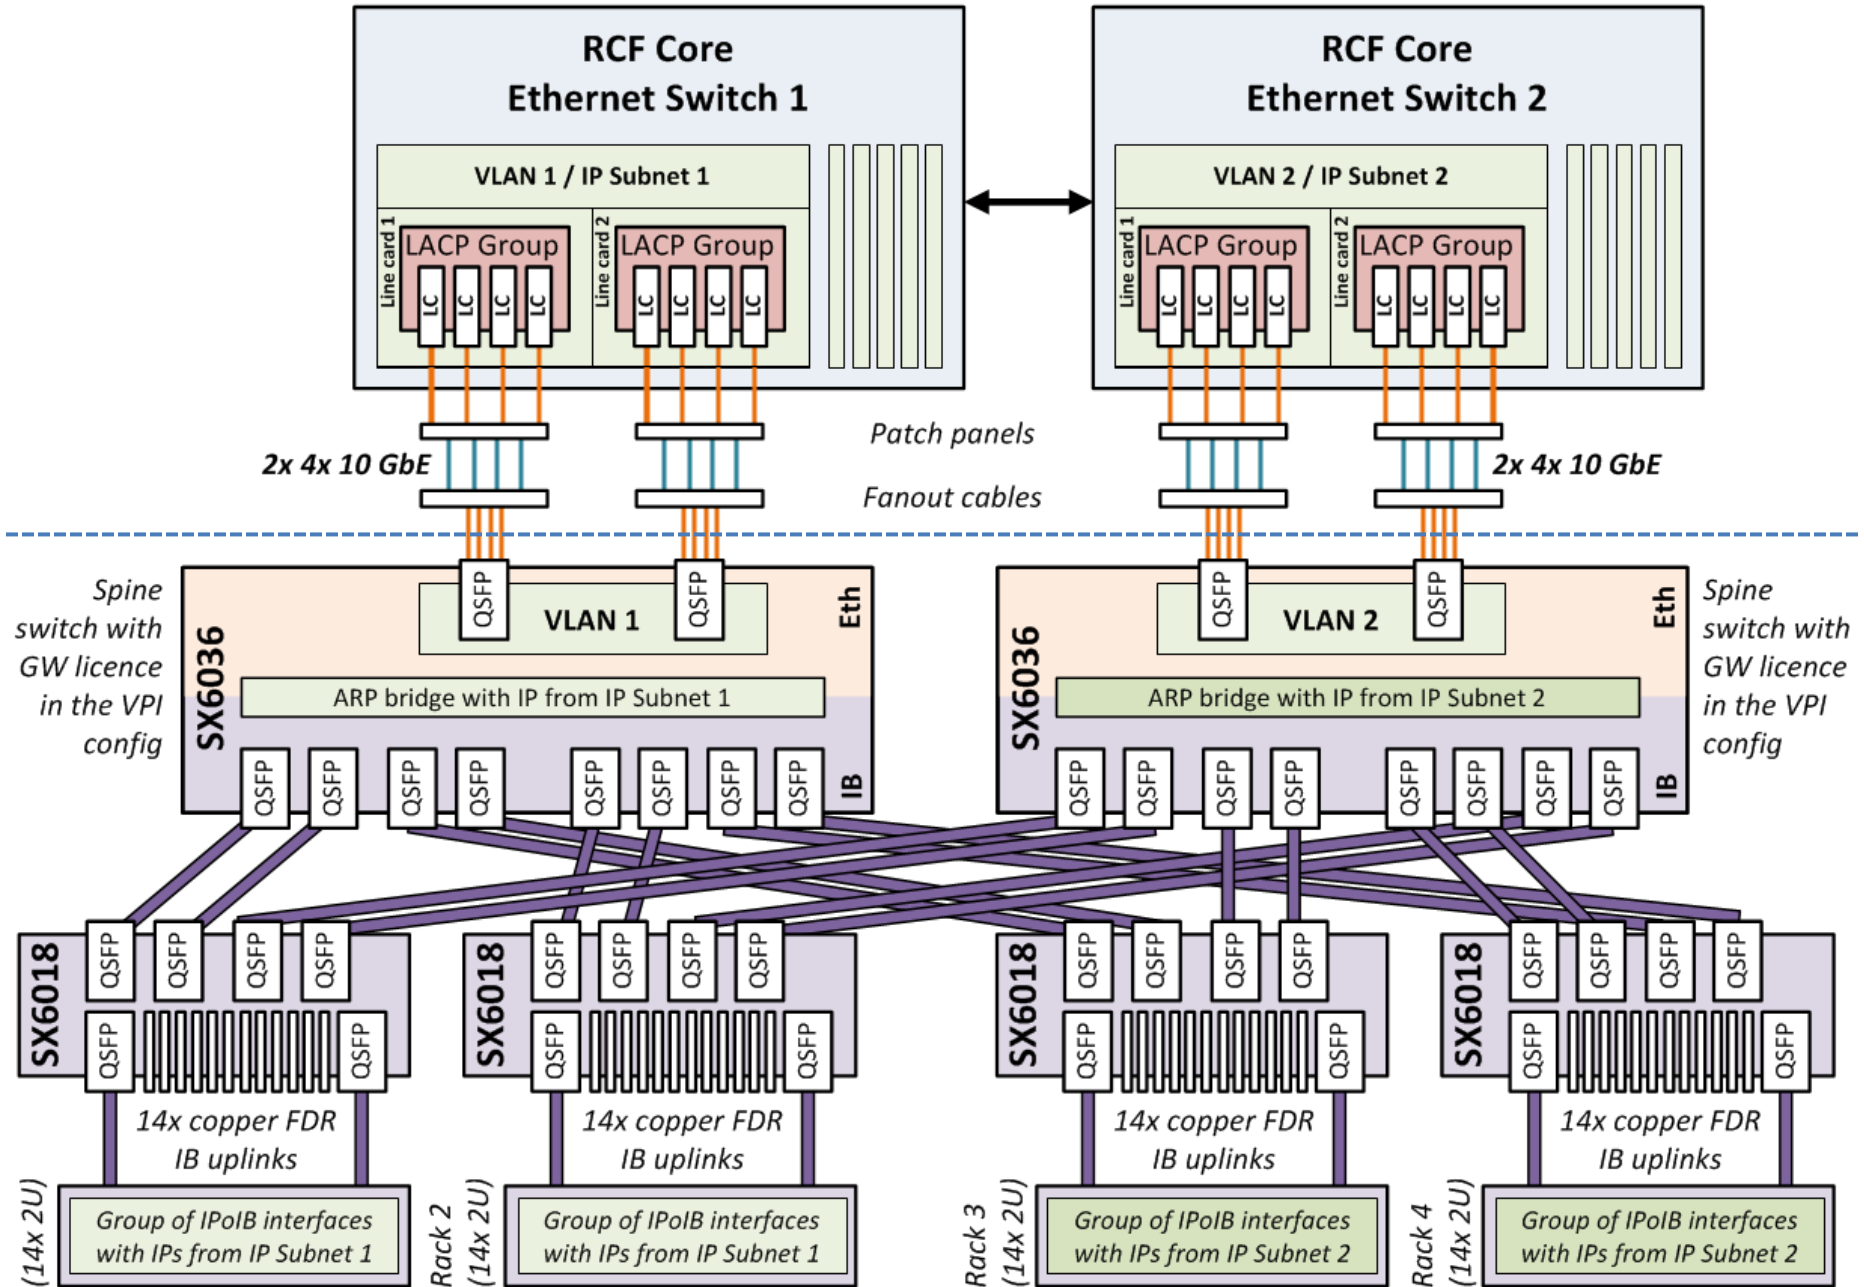 RCF Core
Ethernet Switch 1
VLAN 1 / IP Subnet 1
Line card 1
LACP Group
LC
LC
LC
LC
Line card 2
LACP Group
LC
LC
LC
LC
RCF Core
Ethernet Switch 2
VLAN 2 / IP Subnet 2
Line card 1
LACP Group
LC
LC
LC
LC
Line card 2
LACP Group
LC
LC
LC
LC
Patch panels
2x 4x 10 GbE
2x 4x 10 GbE
Fanout cables
Spine
switch with
GW licence
in the VPI
config
SX6036
QSFP
VLAN 1
QSFP
Eth
ARP bridge with IP from IP Subnet 1
QSFP
QSFP
QSFP
QSFP
QSFP
QSFP
QSFP
QSFP
IB
SX6036
QSFP
VLAN 2
QSFP
Eth
ARP bridge with IP from IP Subnet 2
QSFP
QSFP
QSFP
QSFP
QSFP
QSFP
QSFP
QSFP
IB
Spine
switch with
GW licence
in the VPI
config
SX6018
QSFP
QSFP
QSFP
QSFP
QSFP
QSFP
14x copper FDR
IB uplinks
(14x 2U)
Group of IPoIB interfaces
with IPs from IP Subnet 1
SX6018
QSFP
QSFP
QSFP
QSFP
QSFP
QSFP
14x copper FDR
IB uplinks
Rack 2
(14x 2U)
Group of IPoIB interfaces
with IPs from IP Subnet 1
SX6018
QSFP
QSFP
QSFP
QSFP
QSFP
QSFP
14x copper FDR
IB uplinks
Rack 3
(14x 2U)
Group of IPoIB interfaces
with IPs from IP Subnet 2
SX6018
QSFP
QSFP
QSFP
QSFP
QSFP
QSFP
14x copper FDR
IB uplinks
Rack 4
(14x 2U)
Group of IPoIB interfaces
with IPs from IP Subnet 2